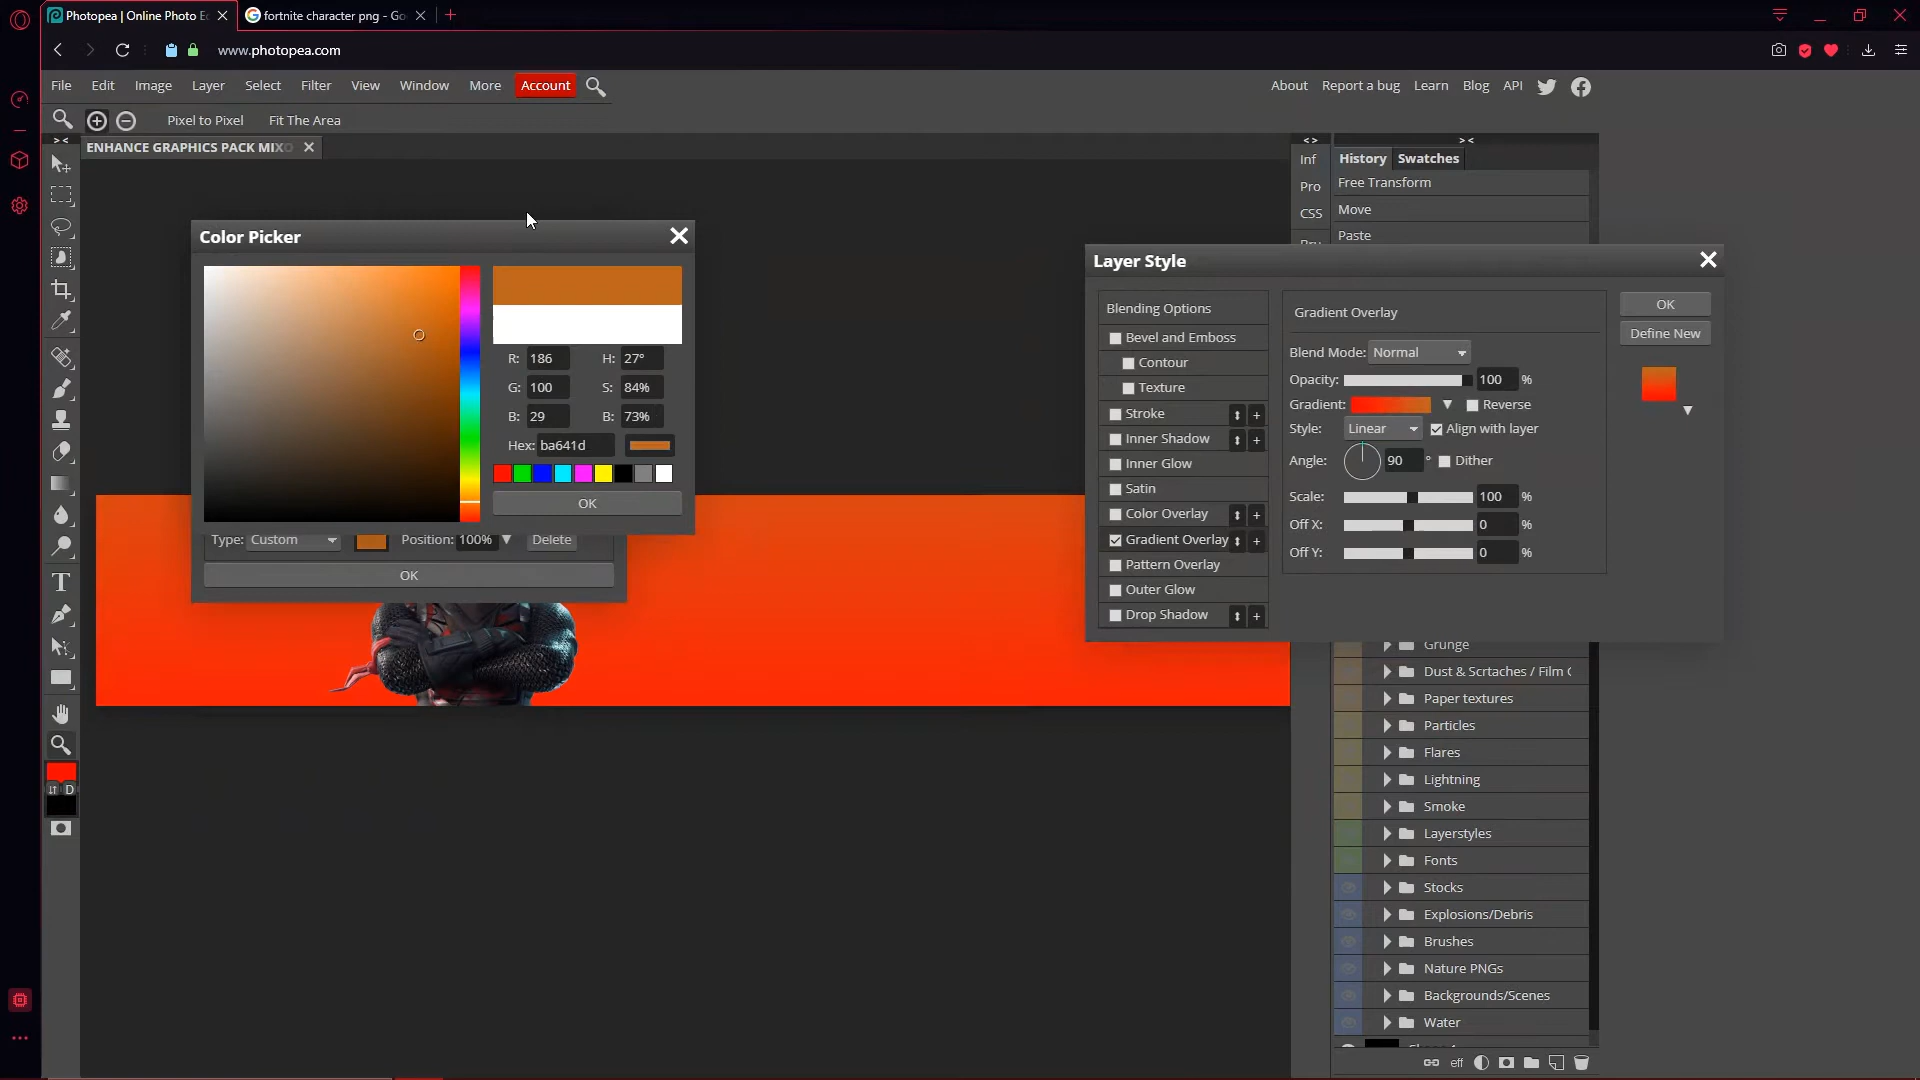 Photopea | Online Photo Ed
fortnite character png - Go
www.photopea.com
File Edit Image Layer Select Filter View Window More Account
About Report a bug Learn Blog API
Pixel to Pixel Fit The Area
ENHANCE GRAPHICS PACK MIXO
Color Picker
R: 186 H: 27°
G: 100 S: 84%
B: 29 B: 73%
Hex: ba641d
OK
Type: Custom Position: 100% Delete
OK
T
D
Inf
Pro
CSS
History Swatches
Free Transform
Move
Paste
Layer Style
Blending Options
Bevel and Emboss
Contour
Texture
Stroke
Inner Shadow
Inner Glow
Satin
Color Overlay
Gradient Overlay
Pattern Overlay
Outer Glow
Drop Shadow
Gradient Overlay
Blend Mode: Normal
Opacity: 100 %
Gradient: Reverse
Style: Linear Align with layer
Angle: 90 ° Dither
Scale: 100 %
Off X: 0 %
Off Y: 0 %
OK
Define New
Grunge
Dust & Scrtaches / Film
Paper textures
Particles
Flares
Lightning
Smoke
Layerstyles
Fonts
Stocks
Explosions/Debris
Brushes
Nature PNGs
Backgrounds/Scenes
Water
eff